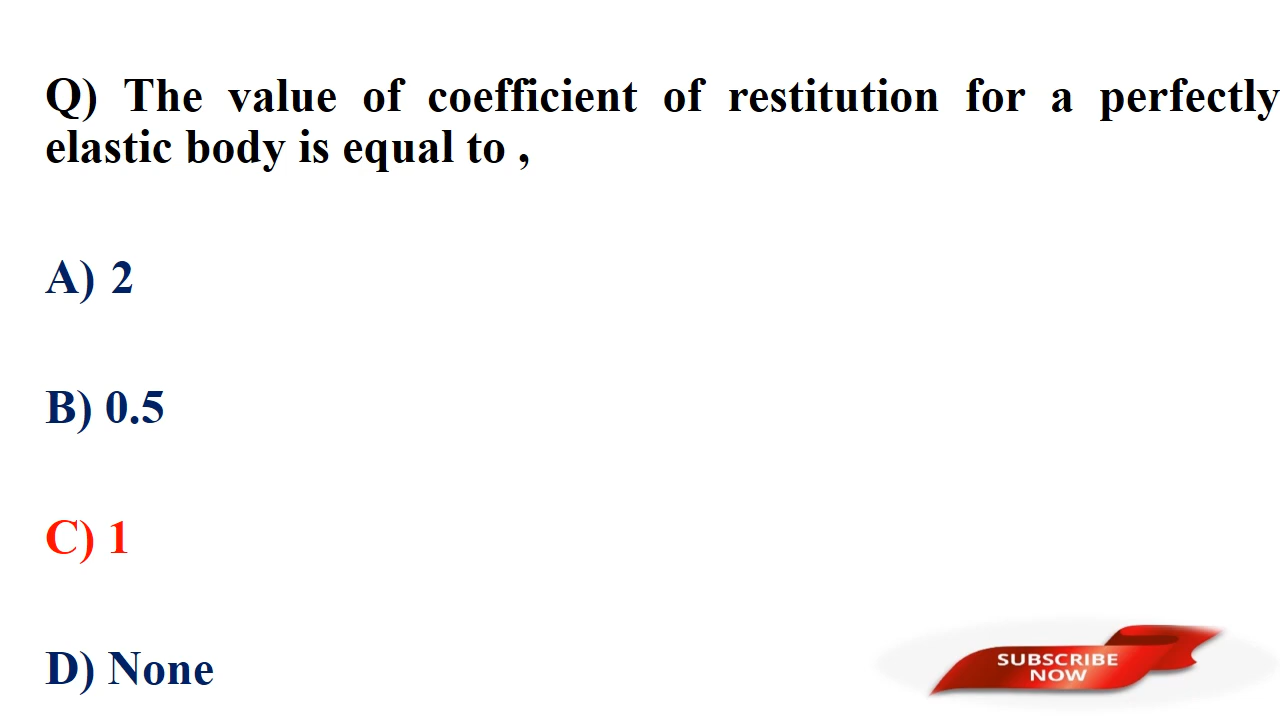 Q) The value of coefficient of restitution for a perfectly
elastic body is equal to ,
A) 2
B) 0.5
C) 1
D) None
SUBSCRIBE
NOW